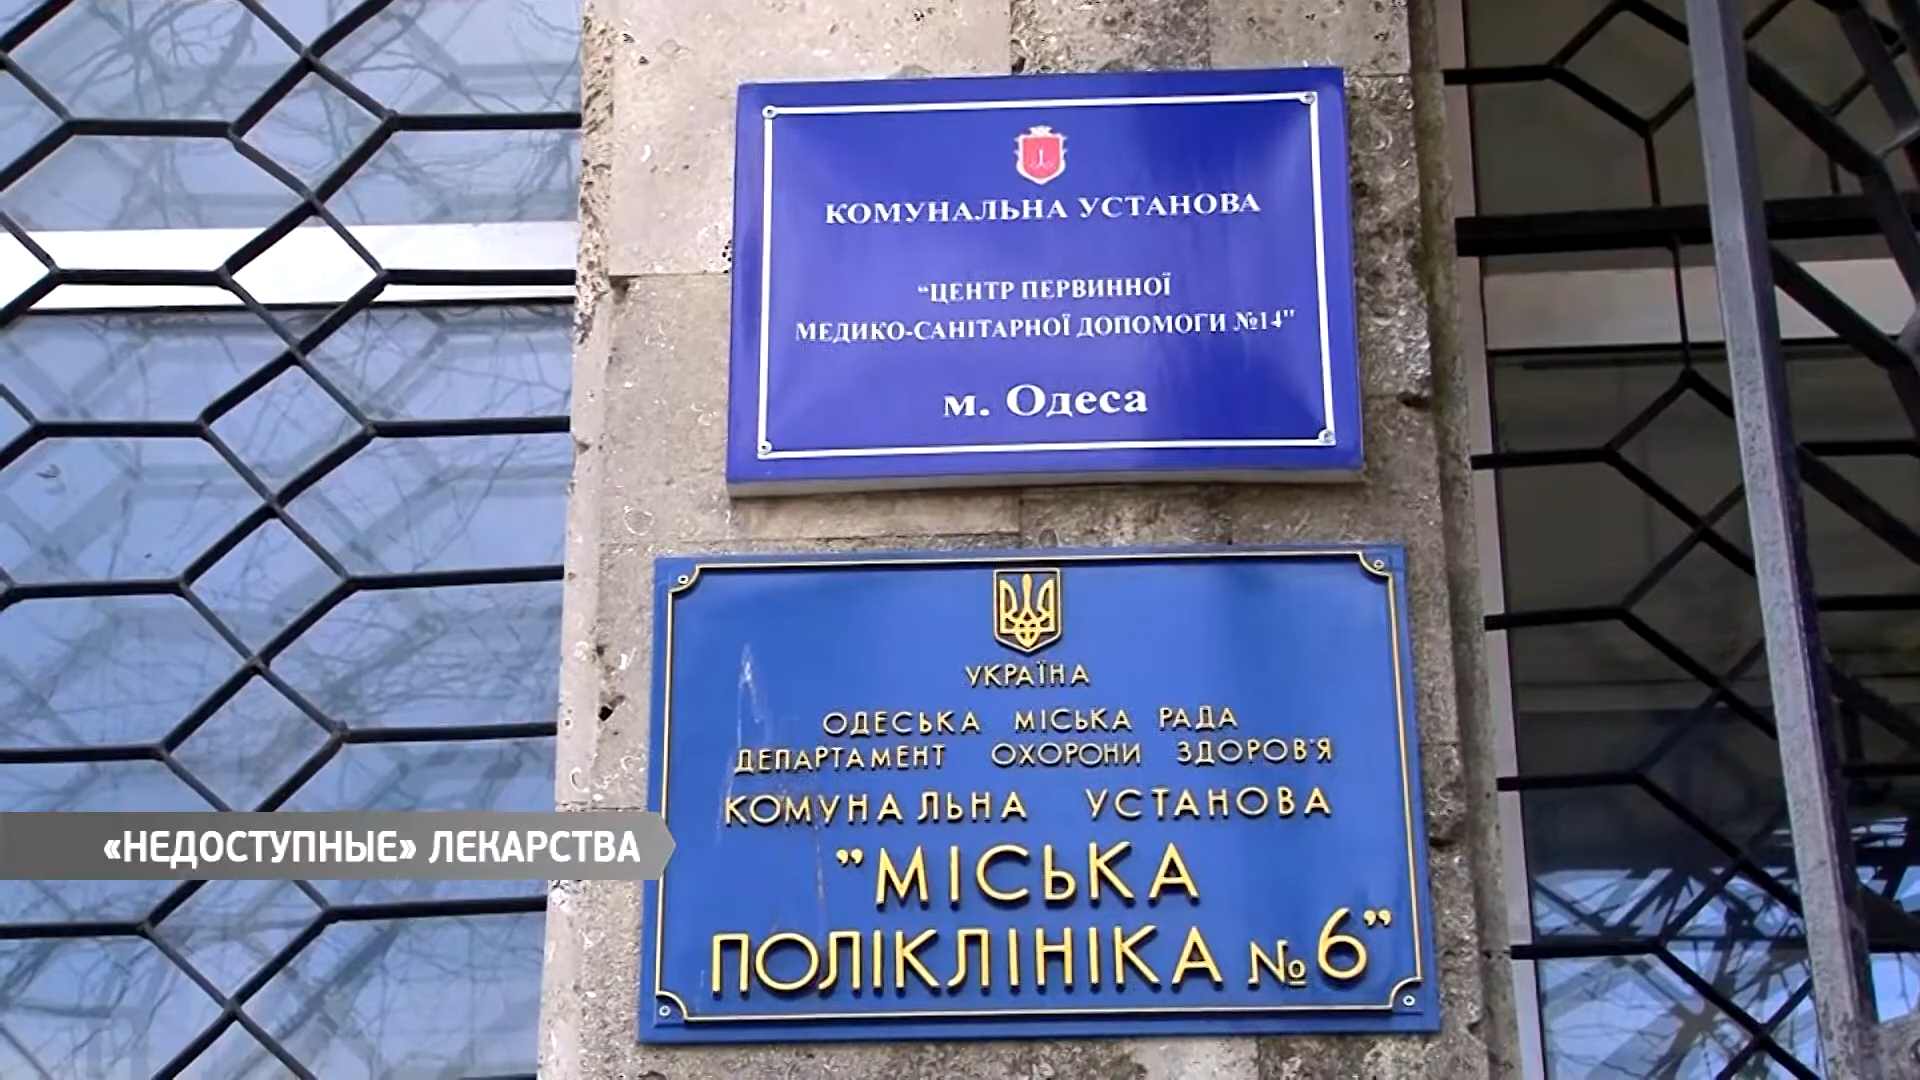 КОМУНАЛЬНА УСТАНОВА
“ЦЕНТР ПЕРВИННОЇ
МЕДИКО-САНІТАРНОЇ ДОПОМОГИ №14"
м. Одеса
УКРАЇНА
ОДЕСЬКА МІСЬКА РАДА
ДЕПАРТАМЕНТ ОХОРОНИ ЗДОРОВ'Я
КОМУНАЛЬНА УСТАНОВА
”МІСЬКА
ПОЛІКЛІНІКА №6”
«НЕДОСТУПНЫЕ» ЛЕКАРСТВА